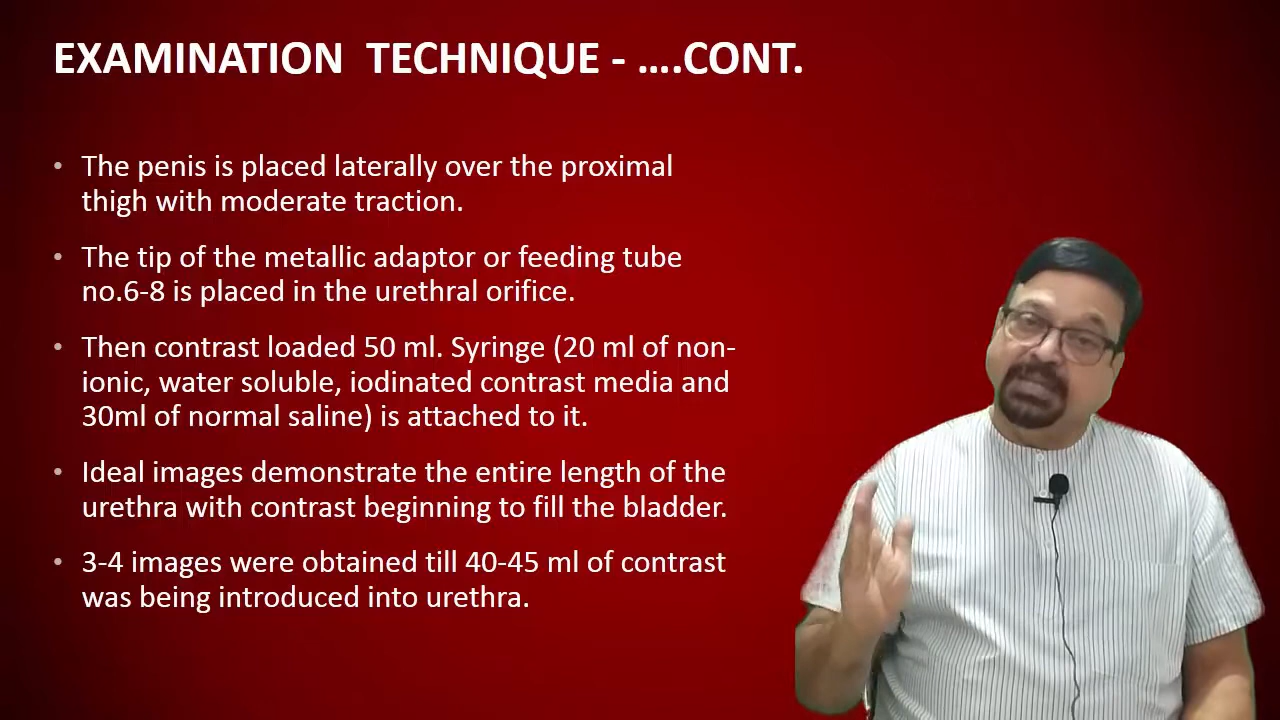 EXAMINATION TECHNIQUE - ....CONT.
• The penis is placed laterally over the proximal
thigh with moderate traction.
• The tip of the metallic adaptor or feeding tube
no.6-8 is placed in the urethral orifice.
• Then contrast loaded 50 ml. Syringe (20 ml of non-
ionic, water soluble, iodinated contrast media and
30ml of normal saline) is attached to it.
• Ideal images demonstrate the entire length of the
urethra with contrast beginning to fill the bladder.
• 3-4 images were obtained till 40-45 ml of contrast
was being introduced into urethra.